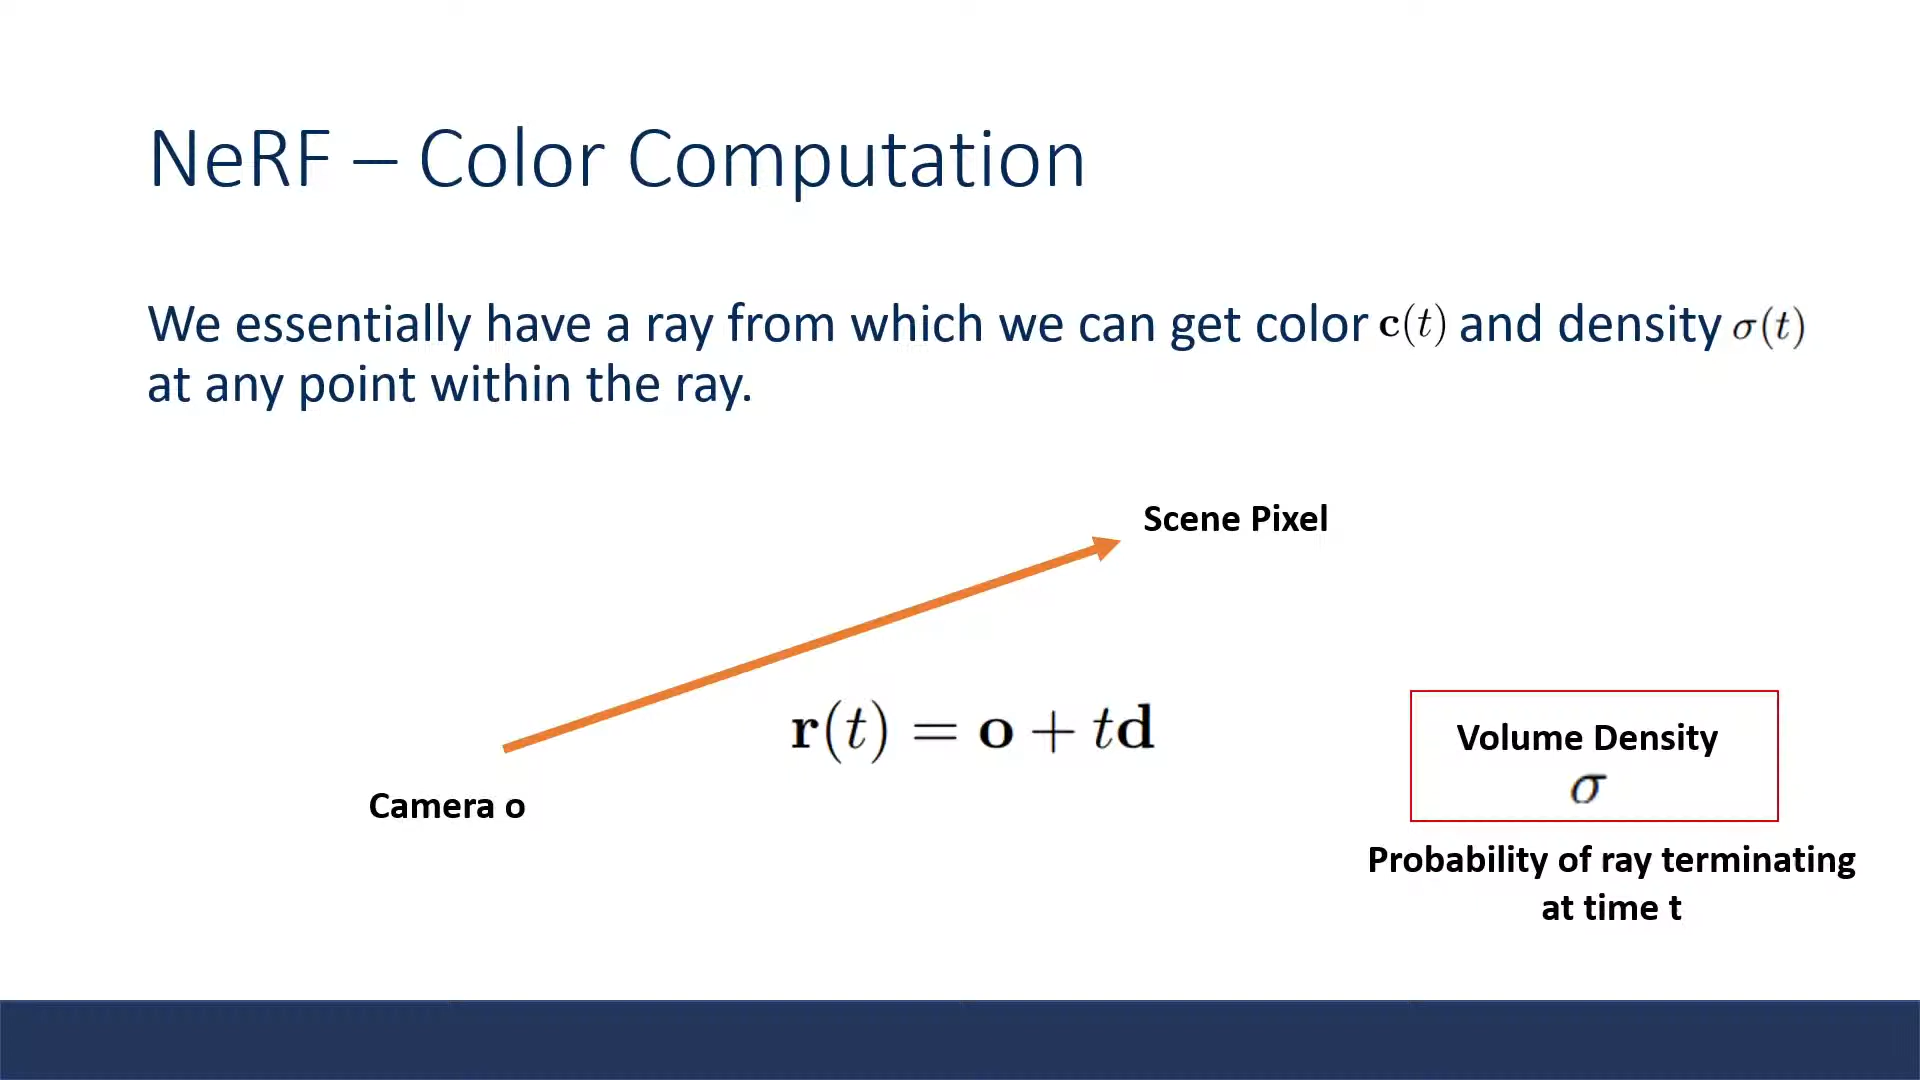 NeRF – Color Computation
We essentially have a ray from which we can get color c(t) and density σ(t)
at any point within the ray.
Scene Pixel
r(t) = o + td
Camera o
Volume Density
σ
Probability of ray terminating
at time t